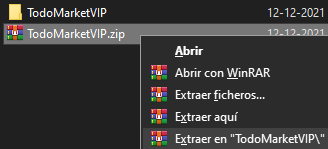 TodoMarketVIP 12-12-2021
TodoMarketVIP.zip 12-12-2021
Abrir
Abrir con WinRAR
Extraer ficheros...
Extraer aquí
Extraer en "TodoMarketVIP\"